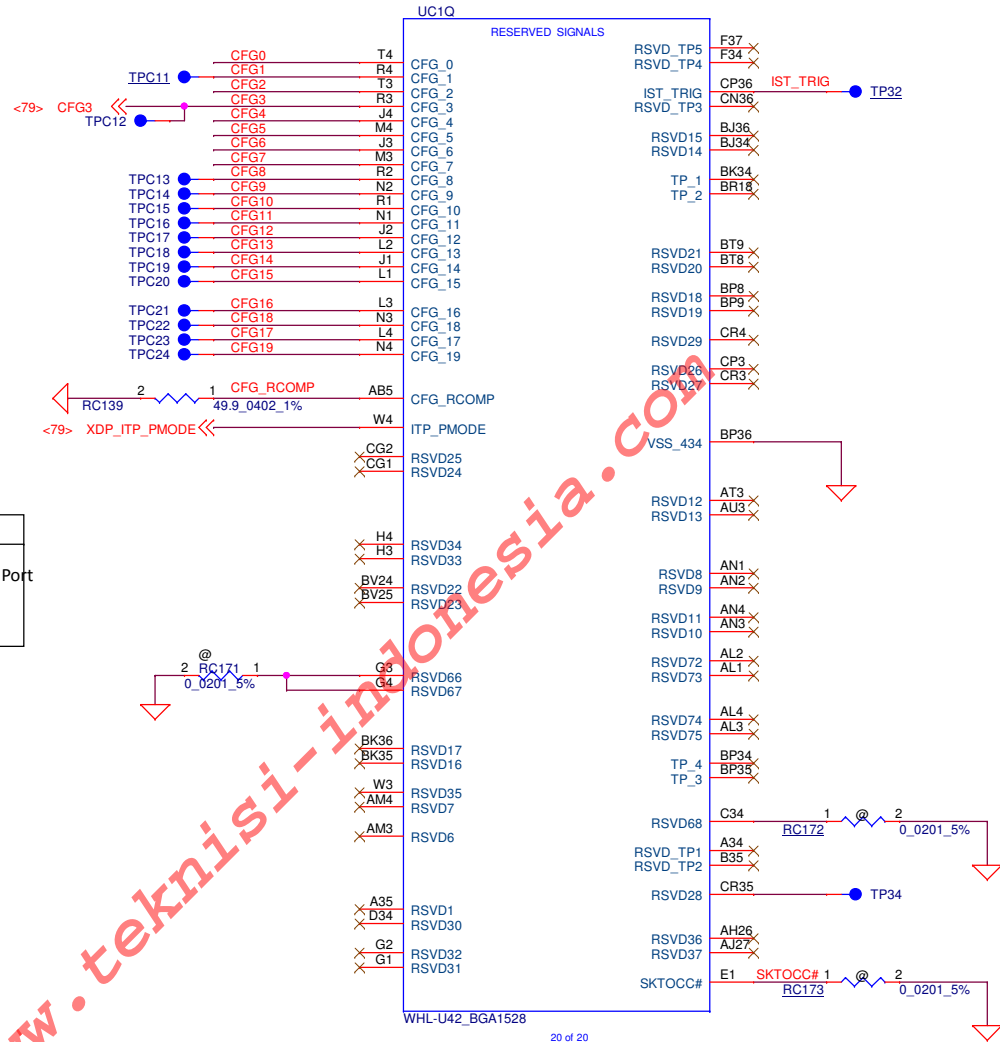 UC1Q
RESERVED SIGNALS
CFG0 T4 CFG_0
TPC11 CFG1 R4 CFG_1
CFG2 T3 CFG_2
<79> CFG3 CFG3 R3 CFG_3
TPC12 CFG4 J4 CFG_4
CFG5 M4 CFG_5
CFG6 J3 CFG_6
CFG7 M3 CFG_7
TPC13 CFG8 R2 CFG_8
TPC14 CFG9 N2 CFG_9
TPC15 CFG10 R1 CFG_10
TPC16 CFG11 N1 CFG_11
TPC17 CFG12 J2 CFG_12
TPC18 CFG13 L2 CFG_13
TPC19 CFG14 J1 CFG_14
TPC20 CFG15 L1 CFG_15
TPC21 CFG16 L3 CFG_16
TPC22 CFG18 N3 CFG_18
TPC23 CFG17 L4 CFG_17
TPC24 CFG19 N4 CFG_19
2 1 CFG_RCOMP AB5 CFG_RCOMP
RC139 49.9_0402_1%
<79> XDP_ITP_PMODE W4 ITP_PMODE
CG2 RSVD25
CG1 RSVD24
H4 RSVD34
H3 RSVD33
Port
BV24 RSVD22
BV25 RSVD23
@
2 RC171 1 G3 RSVD66
0_0201_5% G4 RSVD67
BK36 RSVD17
BK35 RSVD16
W3 RSVD35
AM4 RSVD7
AM3 RSVD6
A35 RSVD1
D34 RSVD30
G2 RSVD32
G1 RSVD31
RSVD_TP5 F37
RSVD_TP4 F34
IST_TRIG CP36 IST_TRIG TP32
RSVD_TP3 CN36
RSVD15 BJ36
RSVD14 BJ34
TP_1 BK34
TP_2 BR18
RSVD21 BT9
RSVD20 BT8
RSVD18 BP8
RSVD19 BP9
RSVD29 CR4
RSVD26 CP3
RSVD27 CR3
VSS_434 BP36
RSVD12 AT3
RSVD13 AU3
RSVD8 AN1
RSVD9 AN2
RSVD11 AN4
RSVD10 AN3
RSVD72 AL2
RSVD73 AL1
RSVD74 AL4
RSVD75 AL3
TP_4 BP34
TP_3 BP35
RSVD68 C34 1 @ 2
RC172 0_0201_5%
RSVD_TP1 A34
RSVD_TP2 B35
RSVD28 CR35 TP34
RSVD36 AH26
RSVD37 AJ27
SKTOCC# E1 SKTOCC# 1 @ 2
RC173 0_0201_5%
WHL-U42_BGA1528
20 of 20
w.teknisi-indonesia.com